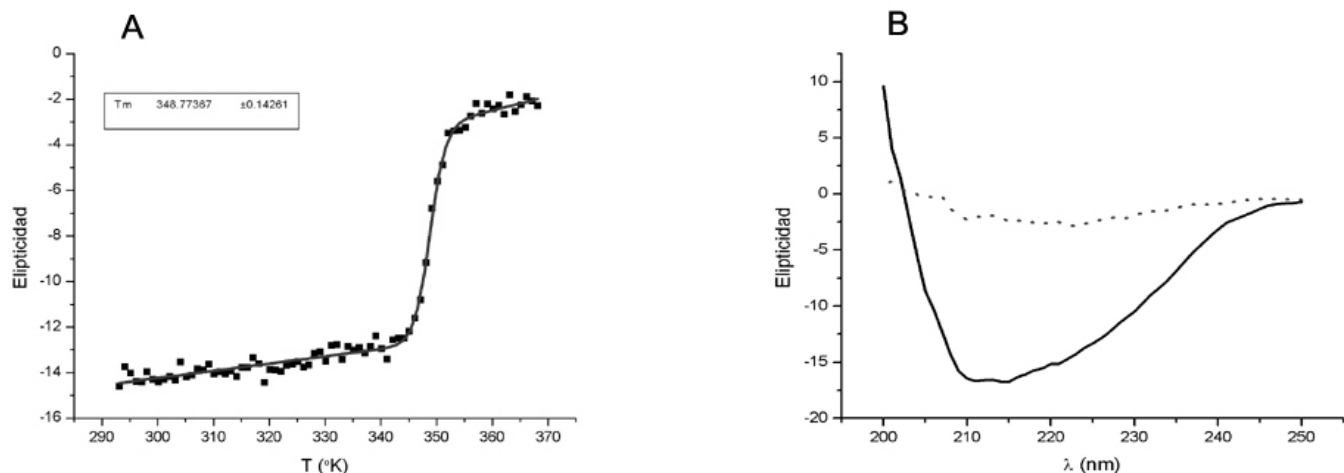 A
Elipticidad
0
-2
-4
-6
-8
-10
-12
-14
-16
Tm 348.77367 ±0.14261
290 300 310 320 330 340 350 360 370
T (°K)
B
Elipticidad
10
5
0
-5
-10
-15
-20
200 210 220 230 240 250
λ (nm)